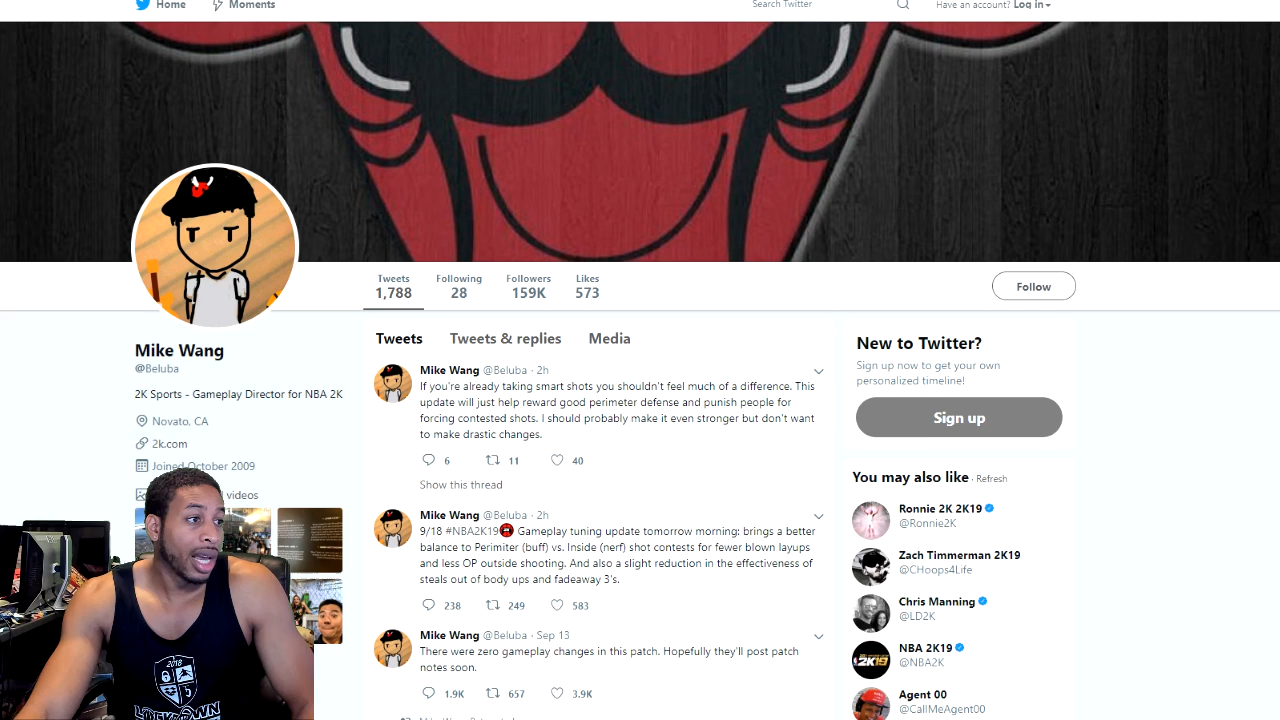 Home
Moments
Search Twitter
Have an account? Log in
Tweets
1,788
Following
28
Followers
159K
Likes
573
Follow
Mike Wang
@Beluba
2K Sports - Gameplay Director for NBA 2K
Novato, CA
2k.com
Joined October 2009
videos
Tweets
Tweets & replies
Media
Mike Wang @Beluba · 2h
If you're already taking smart shots you shouldn't feel much of a difference. This
update will just help reward good perimeter defense and punish people for
forcing contested shots. I should probably make it even stronger but don't want
to make drastic changes.
6
11
40
Show this thread
Mike Wang @Beluba · 2h
9/18 #NBA2K19 Gameplay tuning update tomorrow morning: brings a better
balance to Perimiter (buff) vs. Inside (nerf) shot contests for fewer blown layups
and less OP outside shooting. And also a slight reduction in the effectiveness of
steals out of body ups and fadeaway 3's.
238
249
583
Mike Wang @Beluba · Sep 13
There were zero gameplay changes in this patch. Hopefully they'll post patch
notes soon.
1.9K
657
3.9K
New to Twitter?
Sign up now to get your own
personalized timeline!
Sign up
You may also like · Refresh
Ronnie 2K 2K19
@Ronnie2K
Zach Timmerman 2K19
@CHoops4Life
Chris Manning
@LD2K
NBA 2K19
@NBA2K
2K19
Agent 00
@CallMeAgent00
2018
6
5